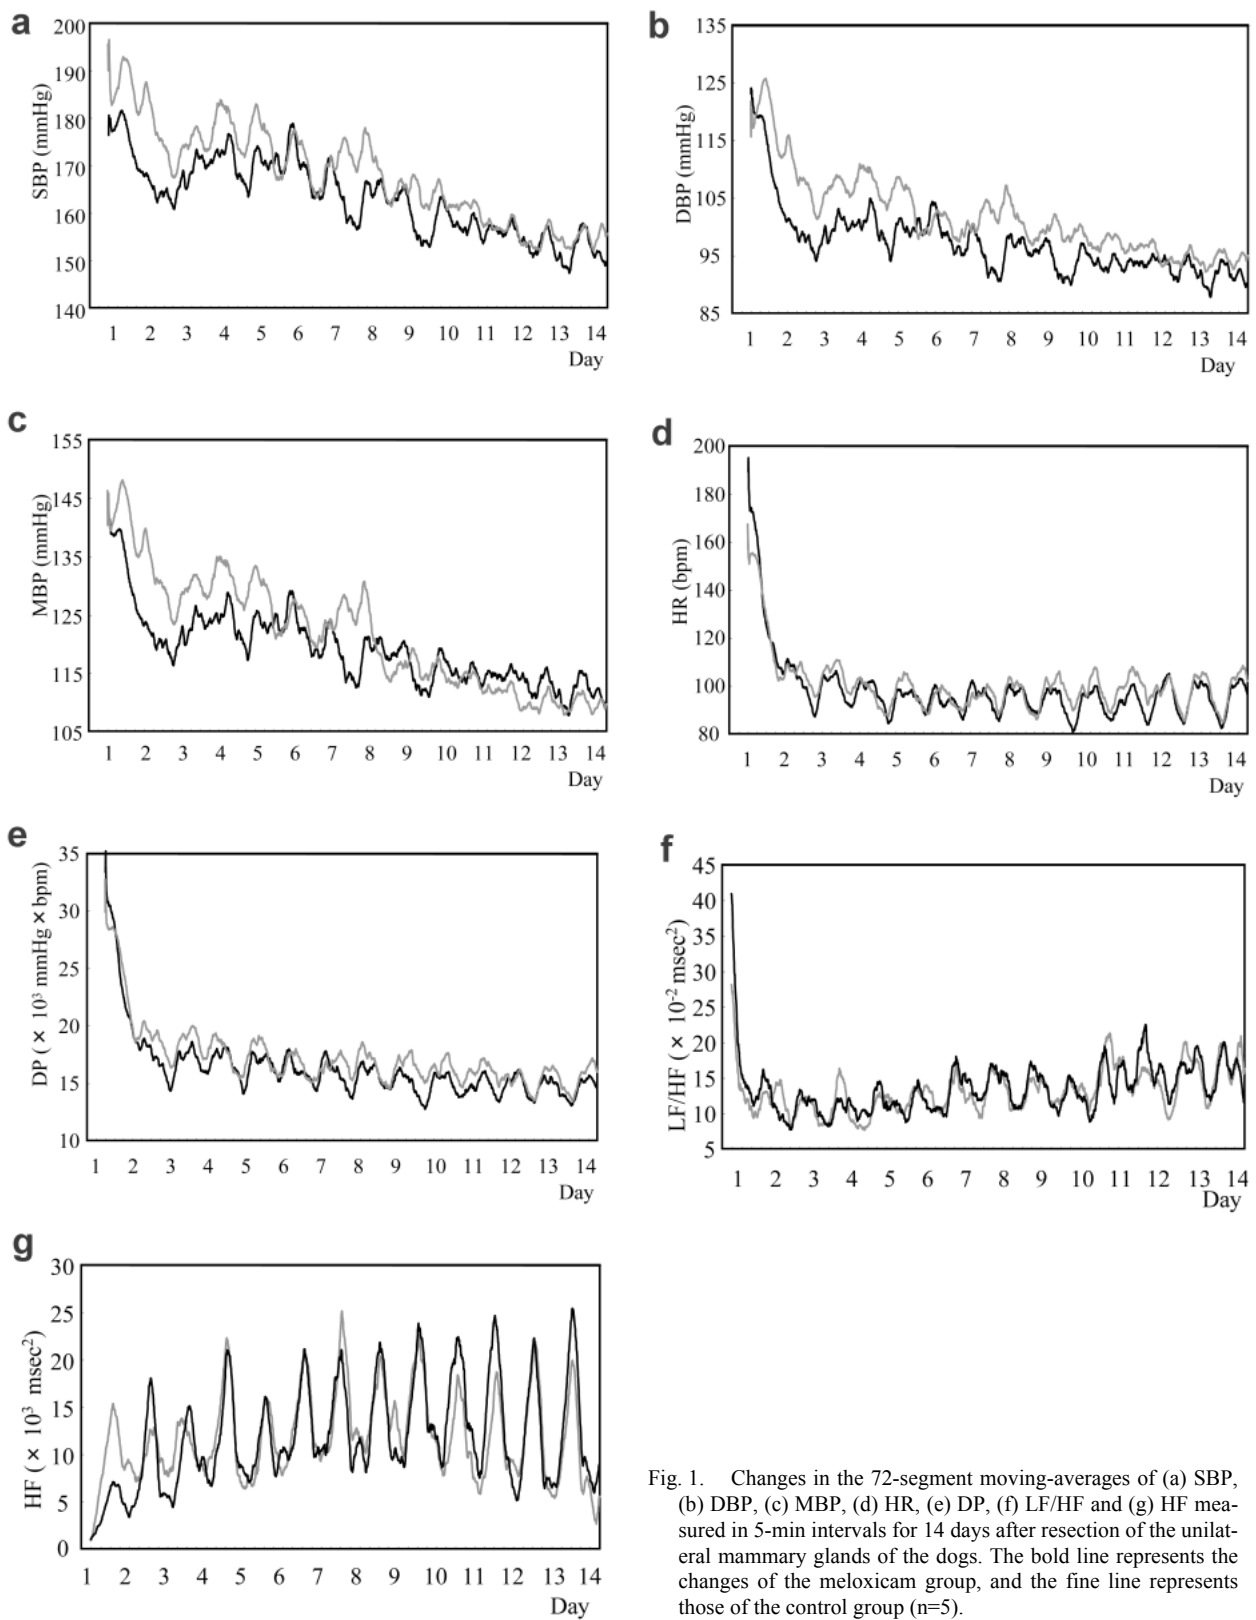 a
200
190
180
170
160
150
140
SBP (mmHg)
1 2 3 4 5 6 7 8 9 10 11 12 13 14
Day
b
135
125
115
105
95
85
DBP (mmHg)
1 2 3 4 5 6 7 8 9 10 11 12 13 14
Day
c
155
145
135
125
115
105
MBP (mmHg)
1 2 3 4 5 6 7 8 9 10 11 12 13 14
Day
d
200
180
160
140
120
100
80
HR (bpm)
1 2 3 4 5 6 7 8 9 10 11 12 13 14
Day
e
35
30
25
20
15
10
DP ( × 10³ mmHg × bpm)
1 2 3 4 5 6 7 8 9 10 11 12 13 14
Day
f
45
40
35
30
25
20
15
10
5
LF/HF ( × 10⁻² msec²)
1 2 3 4 5 6 7 8 9 10 11 12 13 14
Day
g
30
25
20
15
10
5
0
HF ( × 10³ msec²)
1 2 3 4 5 6 7 8 9 10 11 12 13 14
Day
Fig. 1. Changes in the 72-segment moving-averages of (a) SBP,
(b) DBP, (c) MBP, (d) HR, (e) DP, (f) LF/HF and (g) HF mea-
sured in 5-min intervals for 14 days after resection of the unilat-
eral mammary glands of the dogs. The bold line represents the
changes of the meloxicam group, and the fine line represents
those of the control group (n=5).